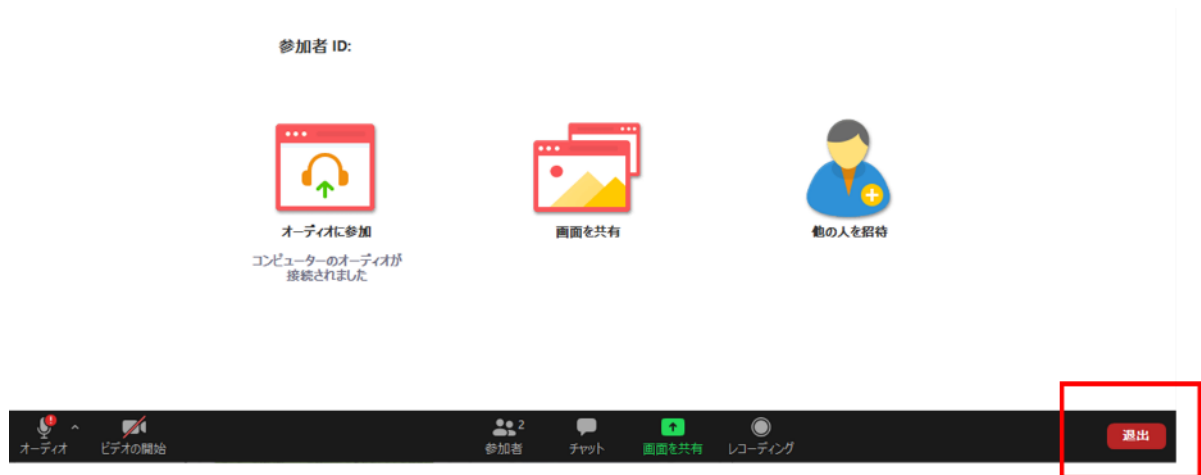 参加者 ID:
オーディオに参加
コンピューターのオーディオが
接続されました
画面を共有
他の人を招待
オーディオ
ビデオの開始
2
参加者
チャット
画面を共有
レコーディング
退出